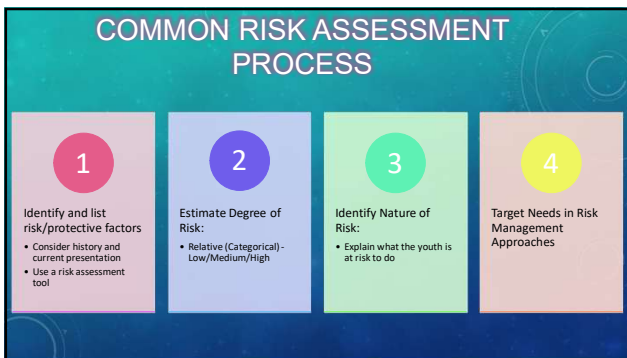 COMMON RISK ASSESSMENT
PROCESS
1
Identify and list
risk/protective factors
• Consider history and
current presentation
• Use a risk assessment
tool
2
Estimate Degree of
Risk:
• Relative (Categorical) -
Low/Medium/High
3
Identify Nature of
Risk:
• Explain what the youth is
at risk to do
4
Target Needs in Risk
Management
Approaches